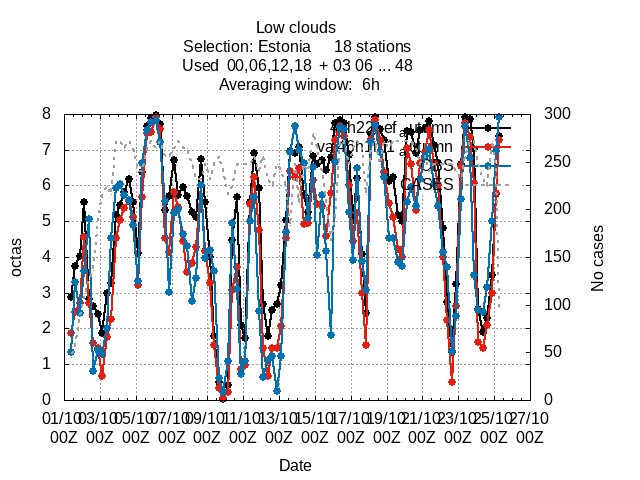 Low clouds
Selection: Estonia 18 stations
Used 00,06,12,18 + 03 06 ... 48
Averaging window: 6h
octas
8
7
6
5
4
3
2
1
0
300
250
200
150
100
50
0
No cases
OBS
CASES
01/10 03/10 05/10 07/10 09/10 11/10 13/10 15/10 17/10 19/10 21/10 23/10 25/10 27/10
00Z 00Z 00Z 00Z 00Z 00Z 00Z 00Z 00Z 00Z 00Z 00Z 00Z 00Z
Date